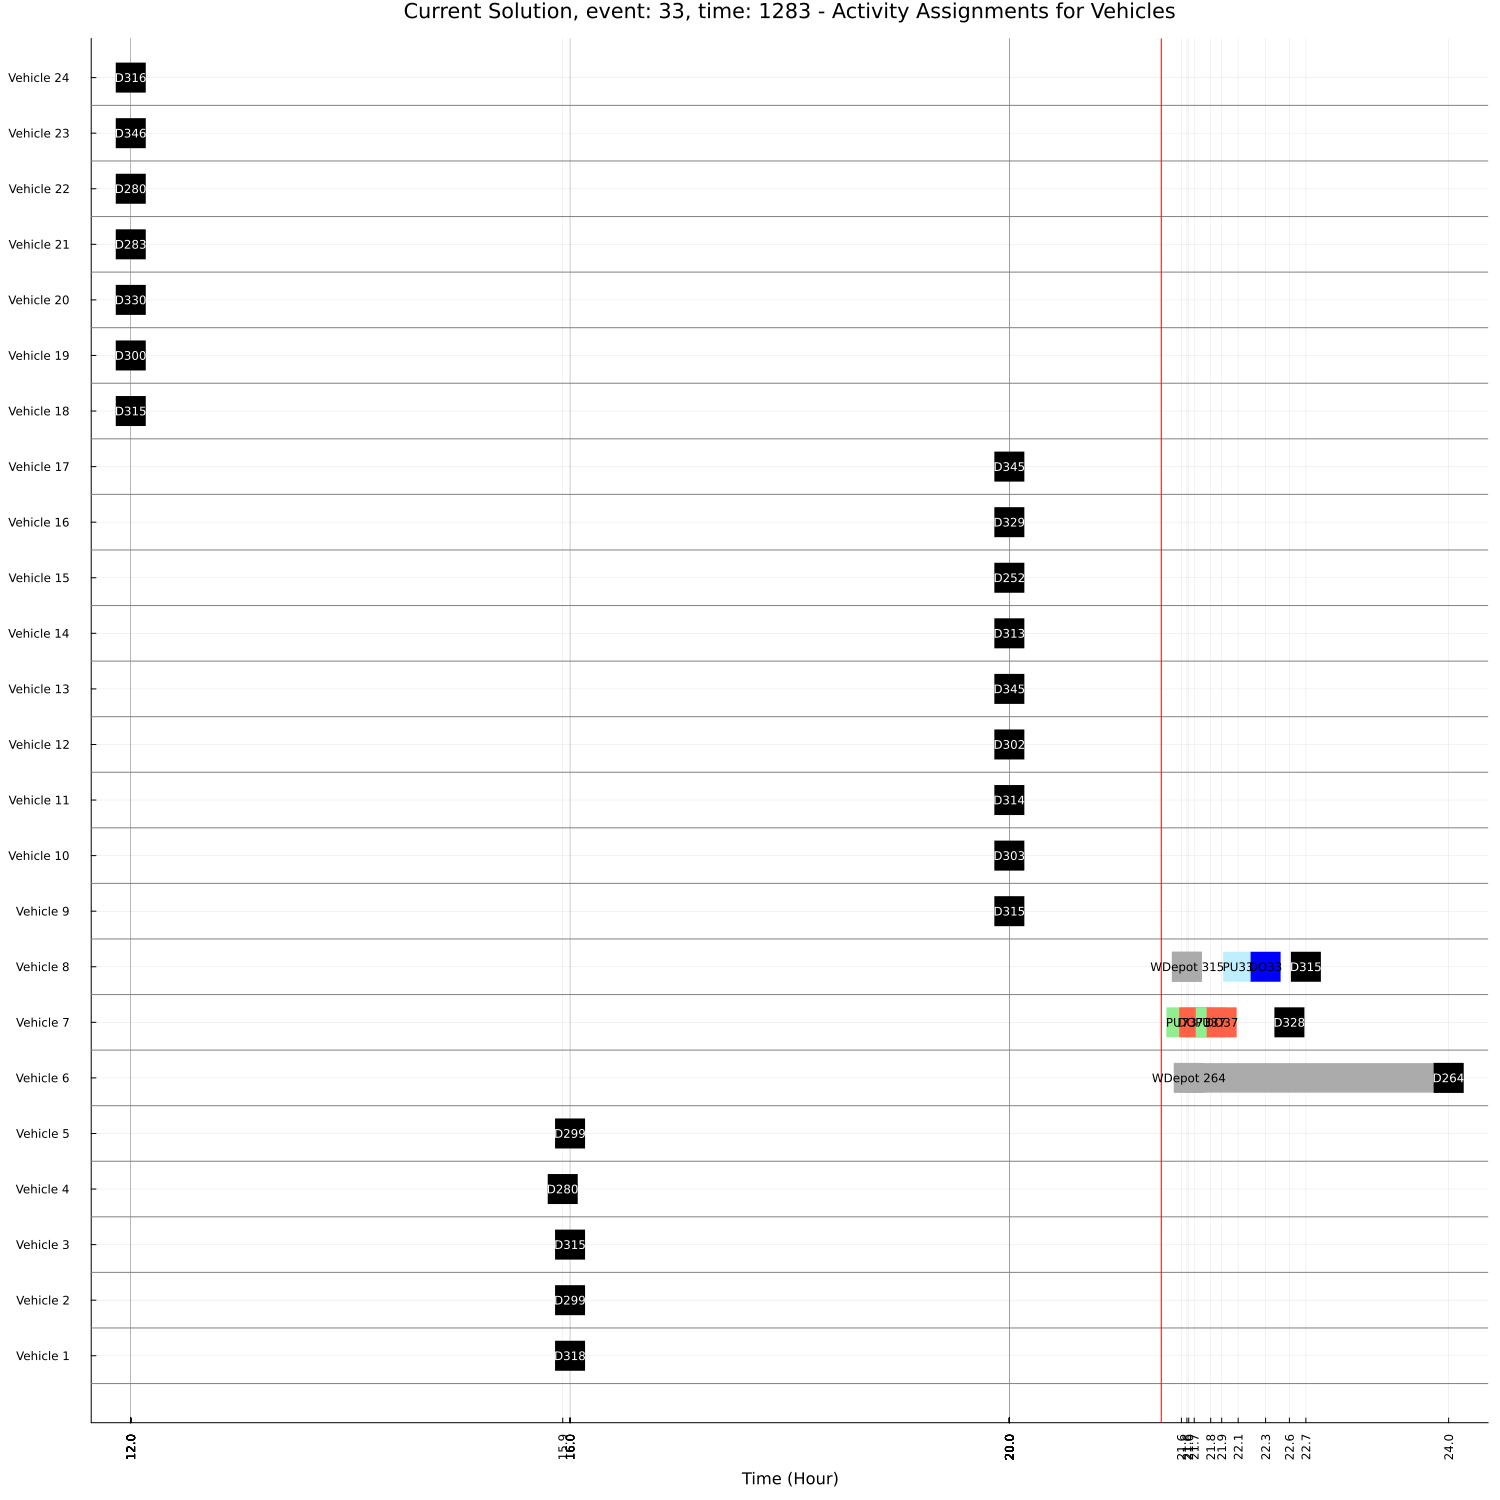 Current Solution, event: 33, time: 1283 - Activity Assignments for Vehicles
Vehicle 24 D316
Vehicle 23 D346
Vehicle 22 D280
Vehicle 21 D283
Vehicle 20 D330
Vehicle 19 D300
Vehicle 18 D315
Vehicle 17 D345
Vehicle 16 D329
Vehicle 15 D252
Vehicle 14 D313
Vehicle 13 D345
Vehicle 12 D302
Vehicle 11 D314
Vehicle 10 D303
Vehicle 9 D315
Vehicle 8 WDepot 315 PU33 DO33 D315
Vehicle 7 D328
Vehicle 6 WDepot 264 D264
Vehicle 5 D299
Vehicle 4 D280
Vehicle 3 D315
Vehicle 2 D299
Vehicle 1 D318
12.0 15.9 16.0 20.0 21.6 21.7 21.8 21.9 22.1 22.3 22.6 22.7 24.0
Time (Hour)